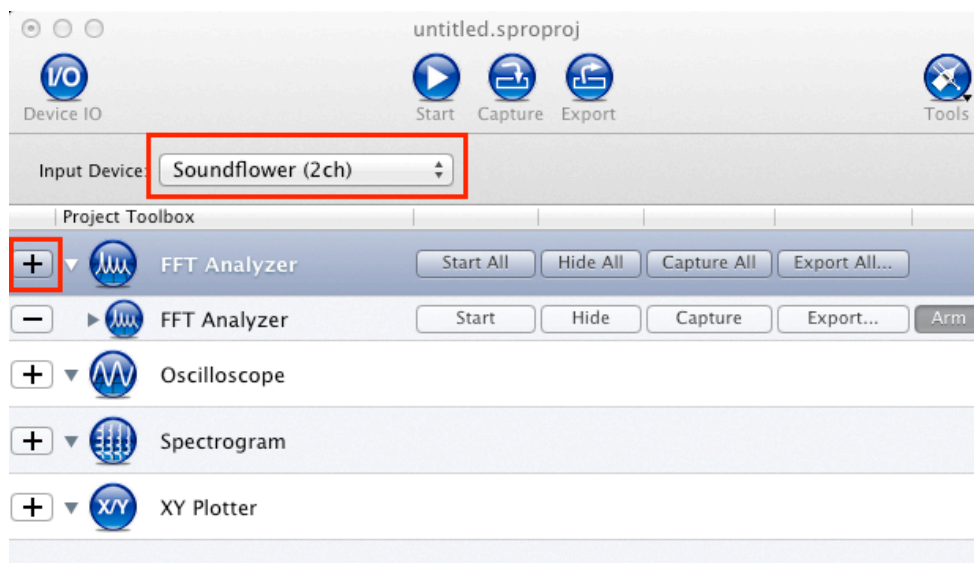 untitled.sproproj
I/O
Device IO
Start Capture Export
Tools
Input Device: Soundflower (2ch)
Project Toolbox
+ FFT Analyzer Start All Hide All Capture All Export All...
− FFT Analyzer Start Hide Capture Export... Arm
+ Oscilloscope
+ Spectrogram
+ X/Y XY Plotter